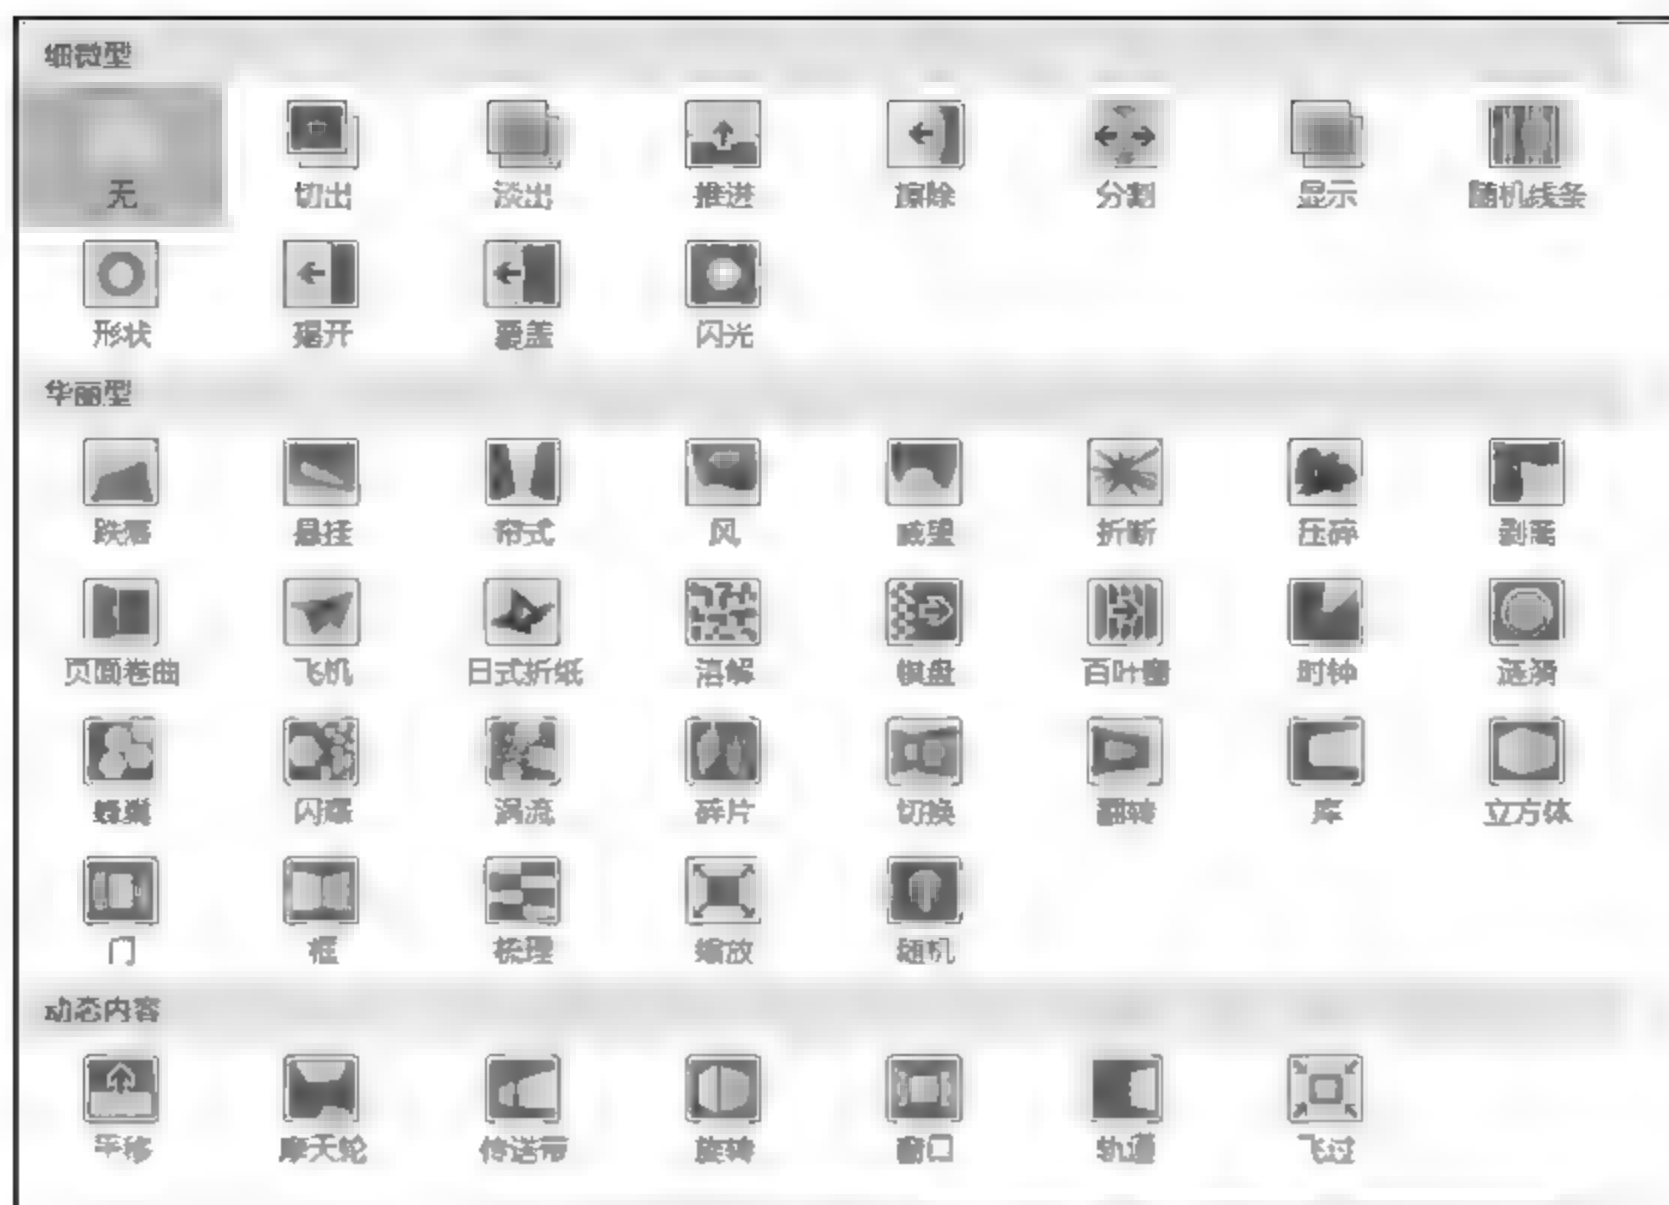 细微型
无 切出 淡出 推进 擦除 分割 显示 随机线条
形状 揭开 覆盖 闪光
华丽型
跌落 悬挂 帘式 风 威望 折断 压碎 剥离
页面卷曲 飞机 日式折纸 溶解 棋盘 百叶窗 时钟 涟漪
蜂巢 闪耀 涡流 碎片 切换 翻转 库 立方体
门 框 梳理 缩放 随机
动态内容
平移 摩天轮 传送带 旋转 窗口 轨道 飞过